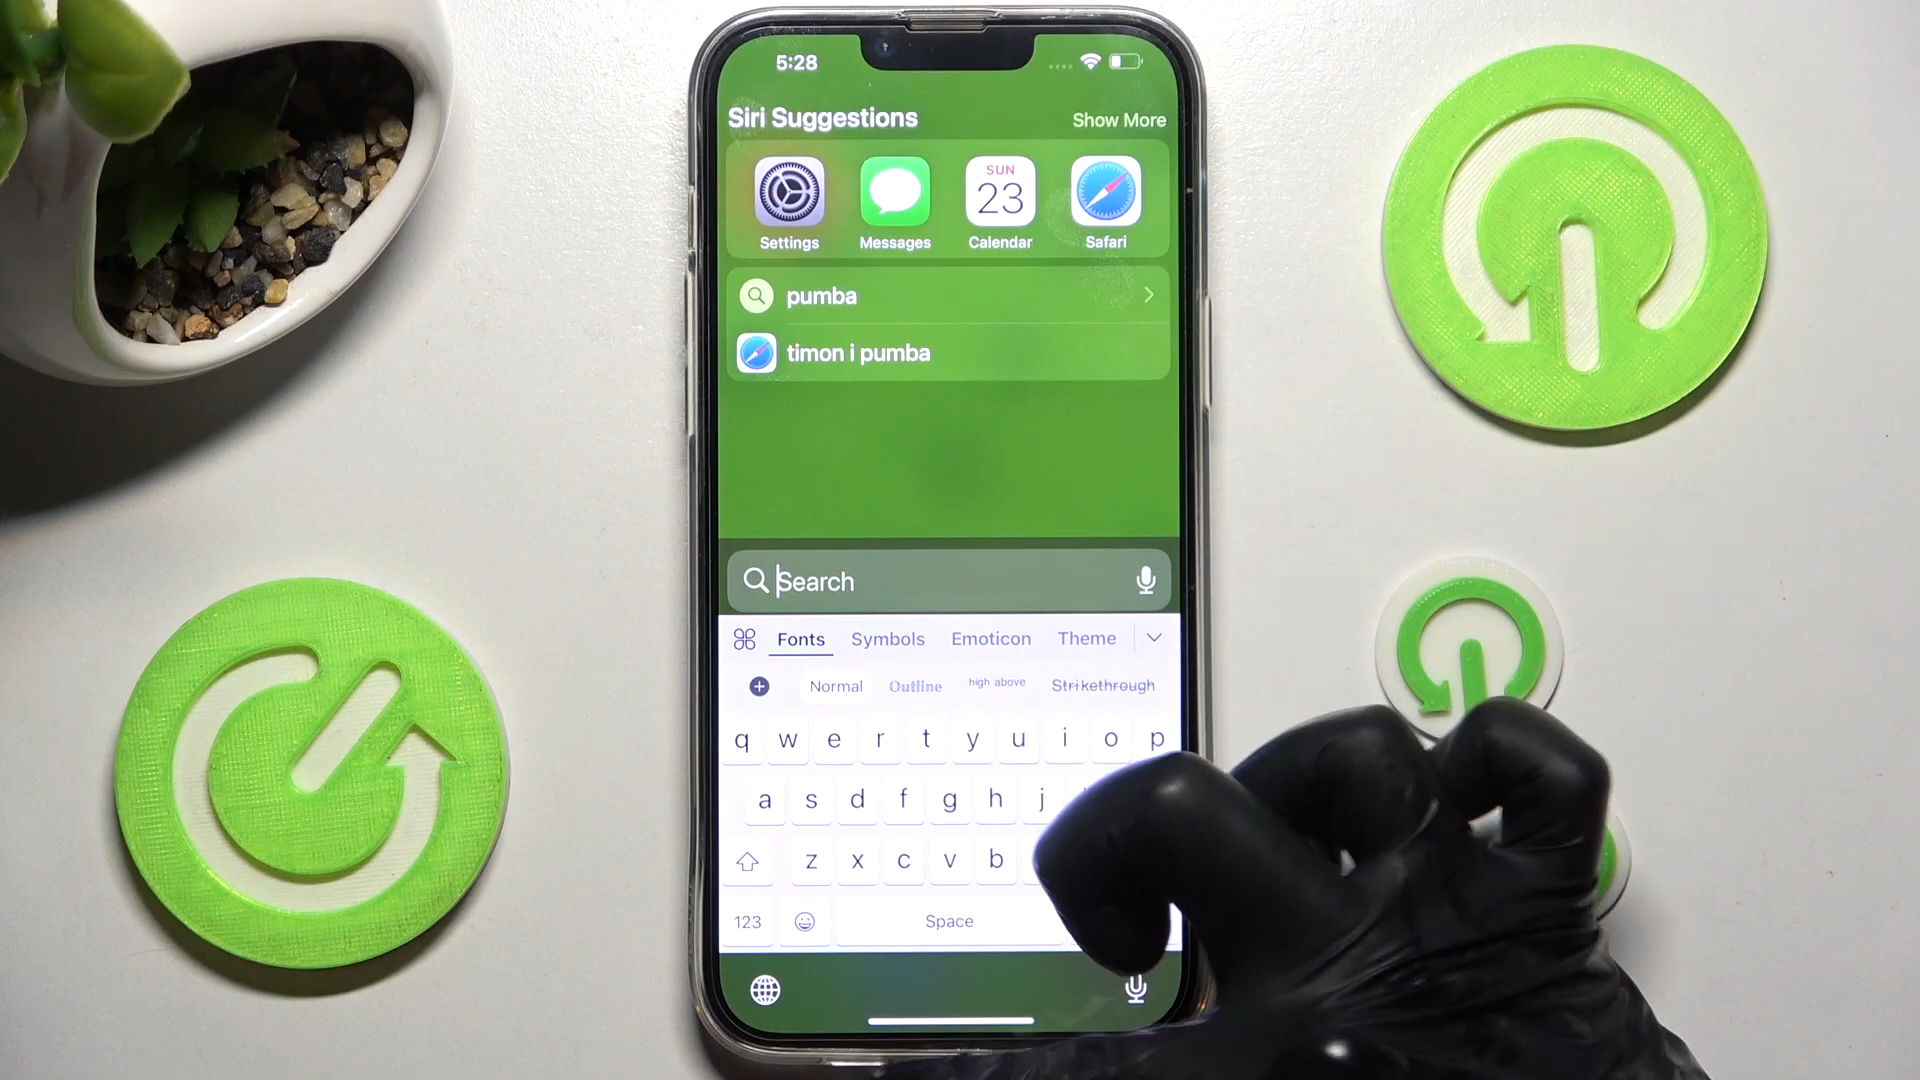 5:28
Siri Suggestions Show More
SUN
23
Settings Messages Calendar Safari
pumba
timon i pumba
Search
Fonts Symbols Emoticon Theme
Normal Outline high above Strikethrough
q w e r t y u i o p
a s d f g h j
z x c v b
123 Space